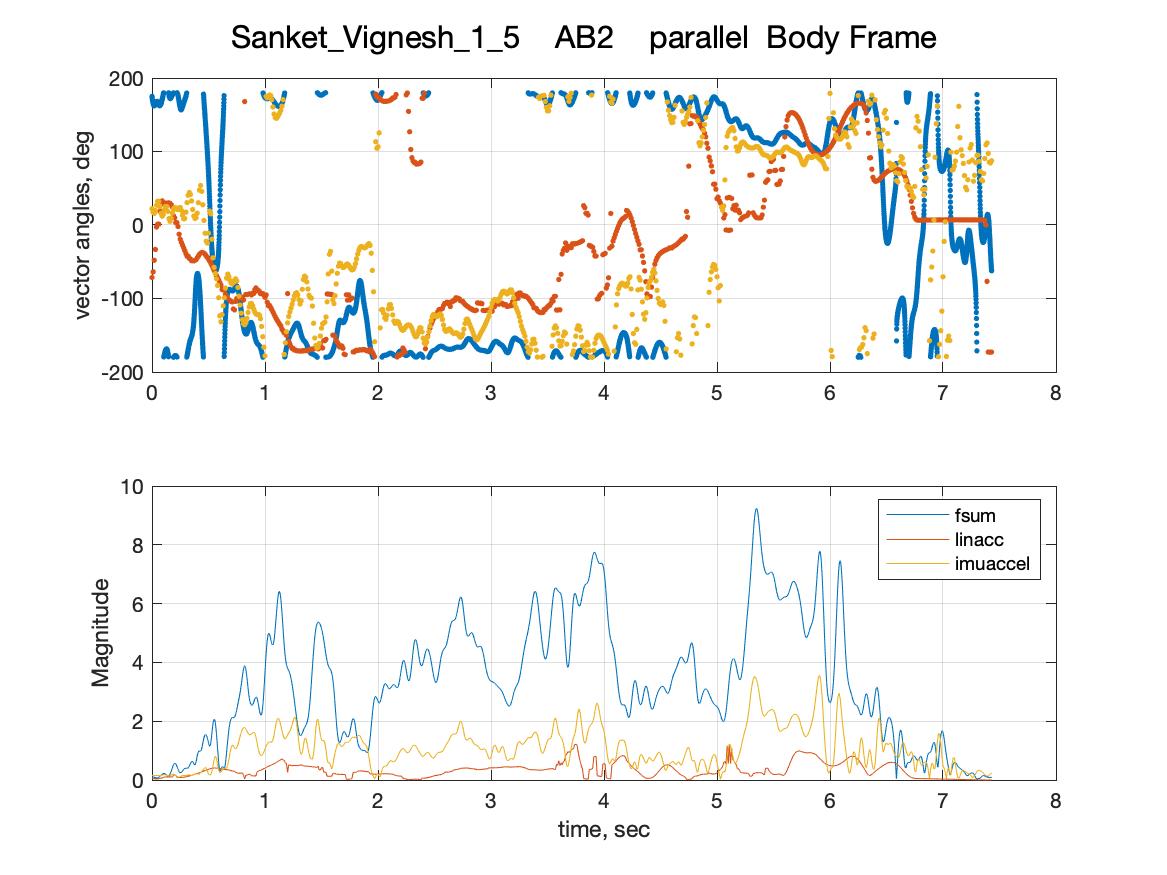 Sanket_Vignesh_1_5 AB2 parallel Body Frame
200
100
0
-100
-200
vector angles, deg
0 1 2 3 4 5 6 7 8
10
8
6
4
2
0
Magnitude
fsum
linacc
imuaccel
0 1 2 3 4 5 6 7 8
time, sec